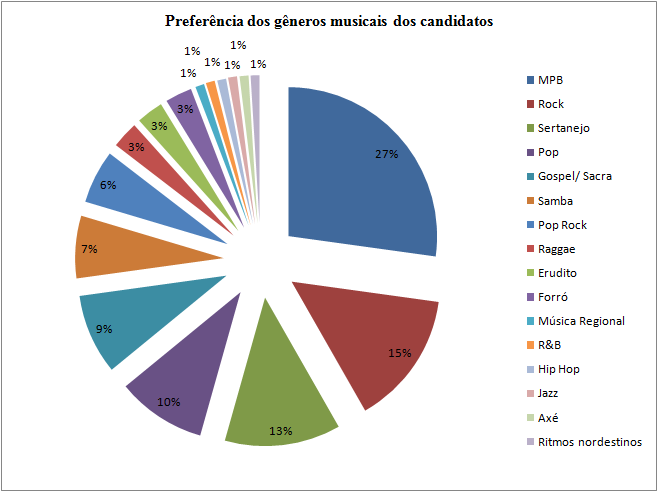 Preferência dos gêneros musicais dos candidatos
1%
1%
1%
1%
1%
1%
3%
3%
3%
6%
7%
9%
10%
13%
15%
27%
MPB
Rock
Sertanejo
Pop
Gospel/ Sacra
Samba
Pop Rock
Raggae
Erudito
Forró
Música Regional
R&B
Hip Hop
Jazz
Axé
Ritmos nordestinos